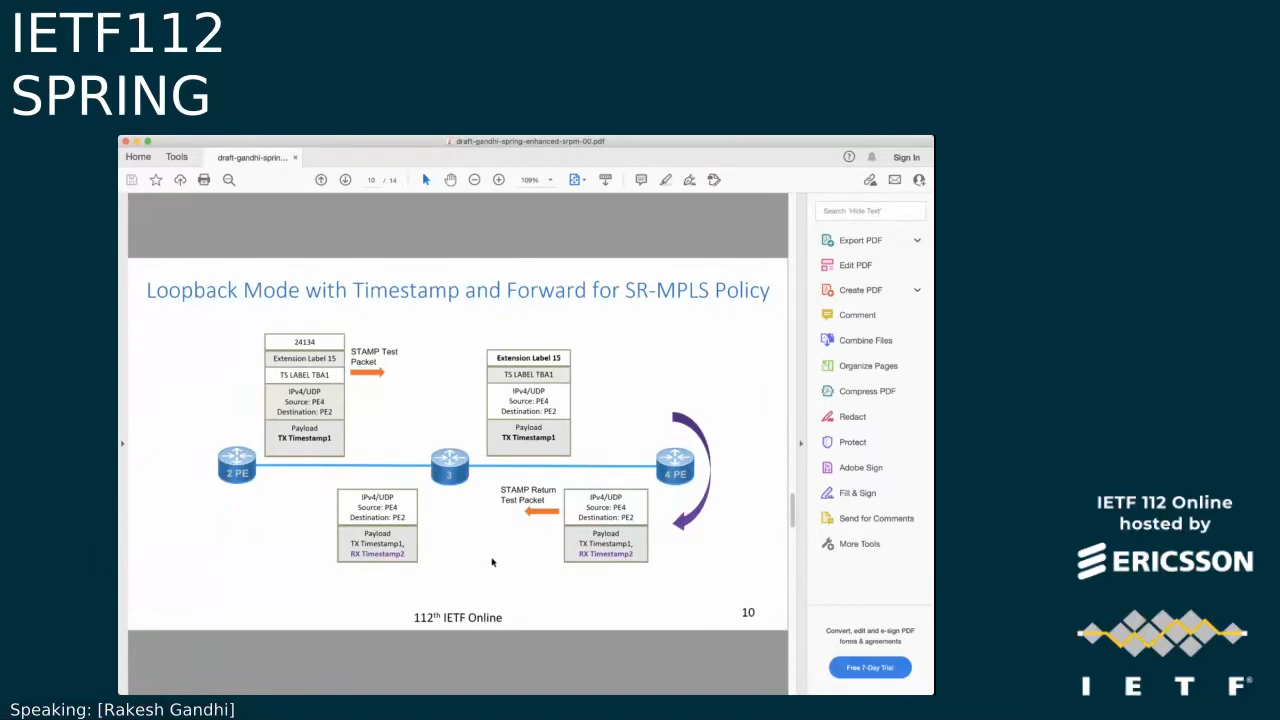 IETF112
SPRING
draft-gandhi-spring-enhanced-srpm-00.pdf
Home
Tools
draft-gandhi-sprin... ×
Sign In
10 / 14
109%
Search 'Hide Text'
Export PDF
Edit PDF
Create PDF
Comment
Combine Files
Organize Pages
Compress PDF
Redact
Protect
Adobe Sign
Fill & Sign
Send for Comments
More Tools
Convert, edit and e-sign PDF
forms & agreements
Free 7-Day Trial
Loopback Mode with Timestamp and Forward for SR-MPLS Policy
24134
Extension Label 15
TS LABEL TBA1
IPv4/UDP
Source: PE4
Destination: PE2
Payload
TX Timestamp1
STAMP Test
Packet
Extension Label 15
TS LABEL TBA1
IPv4/UDP
Source: PE4
Destination: PE2
Payload
TX Timestamp1
2 PE
3
4 PE
IPv4/UDP
Source: PE4
Destination: PE2
Payload
TX Timestamp1,
RX Timestamp2
STAMP Return
Test Packet
IPv4/UDP
Source: PE4
Destination: PE2
Payload
TX Timestamp1,
RX Timestamp2
112th IETF Online
10
IETF 112 Online
hosted by
ERICSSON
I E T F®
Speaking: [Rakesh Gandhi]